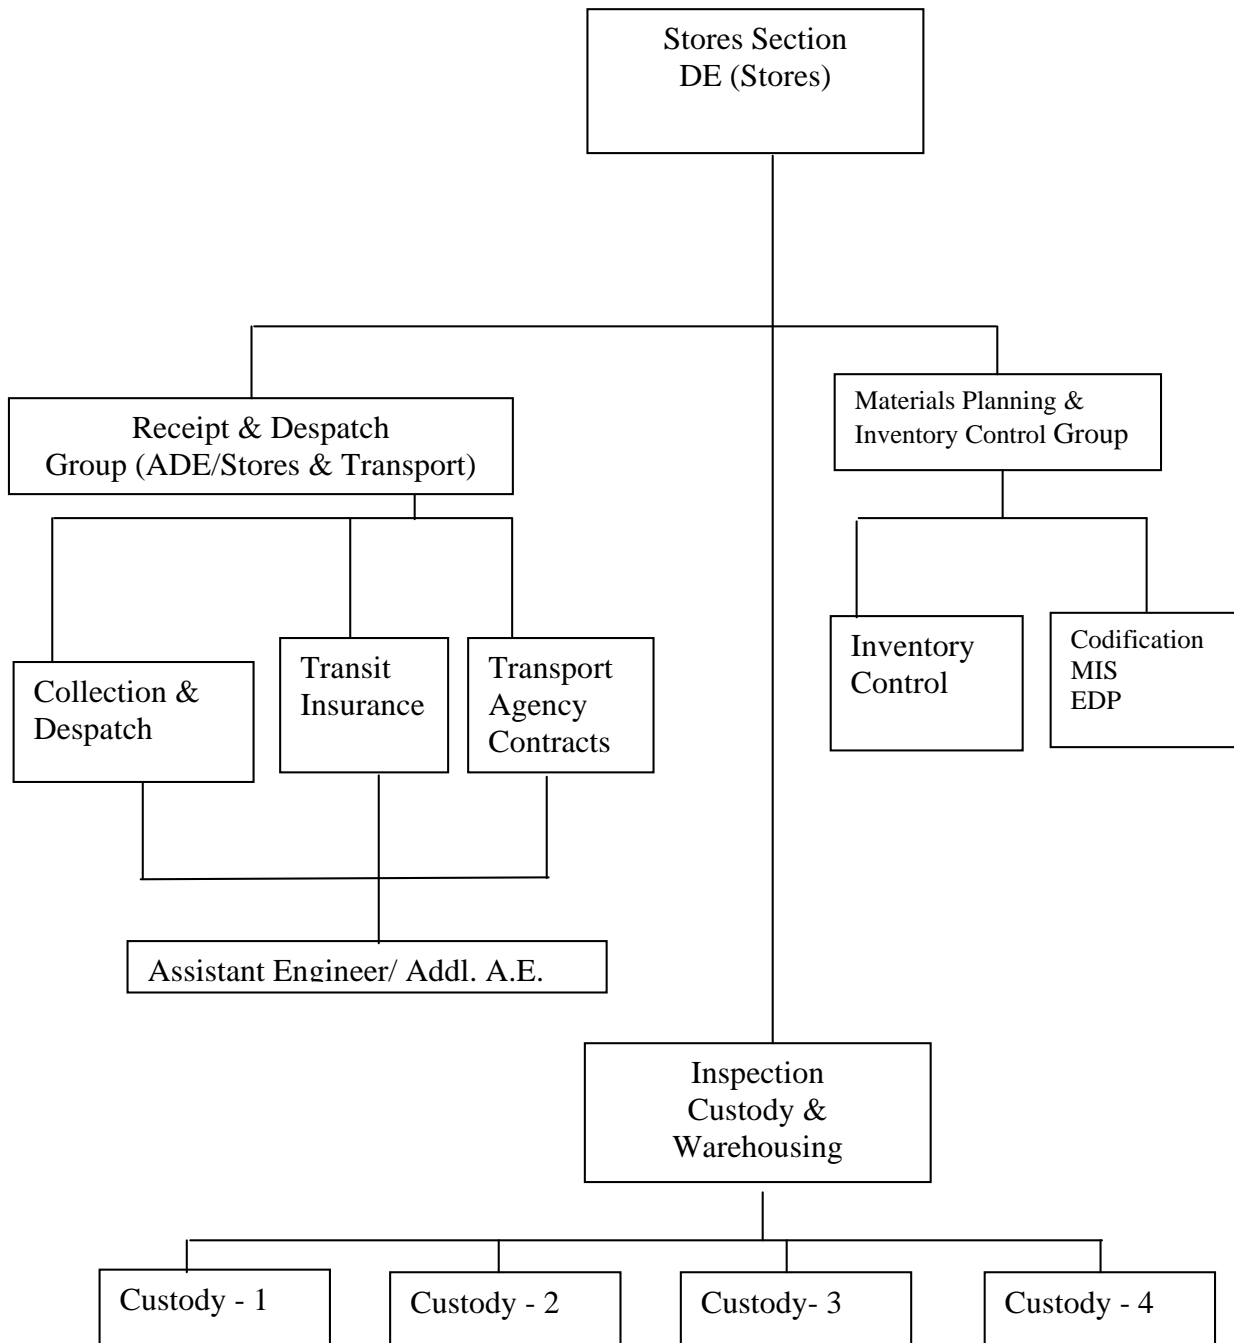 Stores Section
DE (Stores)
Receipt & Despatch
Group (ADE/Stores & Transport)
Materials Planning &
Inventory Control Group
Collection &
Despatch
Transit
Insurance
Transport
Agency
Contracts
Inventory
Control
Codification
MIS
EDP
Assistant Engineer/ Addl. A.E.
Inspection
Custody &
Warehousing
Custody - 1
Custody - 2
Custody- 3
Custody - 4